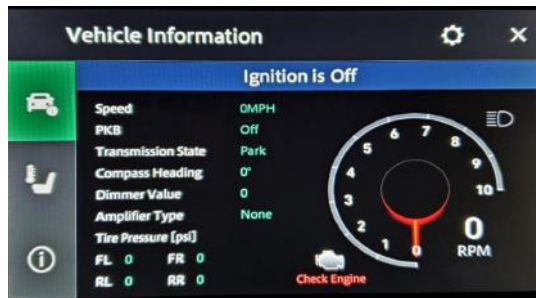 Vehicle Information
Ignition is Off
Speed 0MPH
PKB Off
Transmission State Park
Compass Heading 0°
Dimmer Value 0
Amplifier Type None
Tire Pressure [psi]
FL 0 FR 0
RL 0 RR 0
0 1 2 3 4 5 6 7 8 9 10
0
RPM
Check Engine